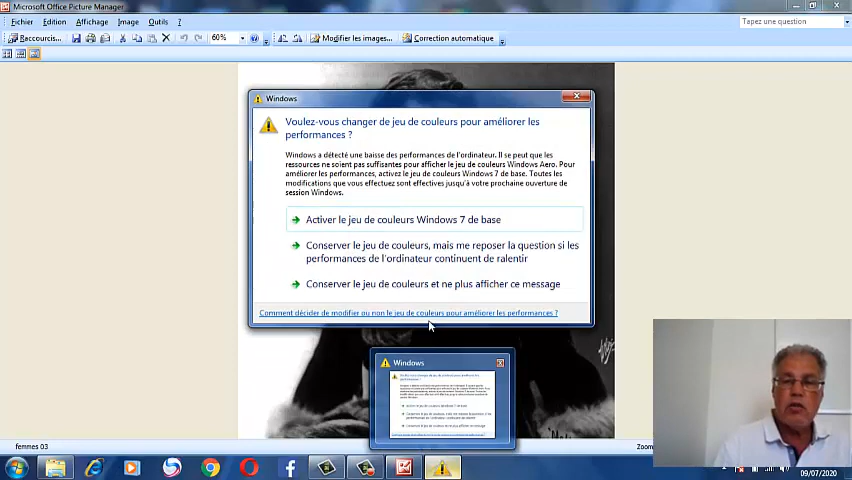 Microsoft Office Picture Manager
Fichier Edition Affichage Image Outils ?
Tapez une question
Raccourcis... 60% Modifier les images... Correction automatique
Windows
Voulez-vous changer de jeu de couleurs pour améliorer les
performances ?
Windows a détecté une baisse des performances de l'ordinateur. Il se peut que les
ressources ne soient pas suffisantes pour afficher le jeu de couleurs Windows Aero. Pour
améliorer les performances, activez le jeu de couleurs Windows 7 de base. Toutes les
modifications que vous effectuez sont effectives jusqu'à votre prochaine ouverture de
session Windows.
Activer le jeu de couleurs Windows 7 de base
Conserver le jeu de couleurs, mais me reposer la question si les
performances de l'ordinateur continuent de ralentir
Conserver le jeu de couleurs et ne plus afficher ce message
Comment décider de modifier ou non le jeu de couleurs pour améliorer les performances ?
Windows
femmes 03
Zoom
09/07/2020